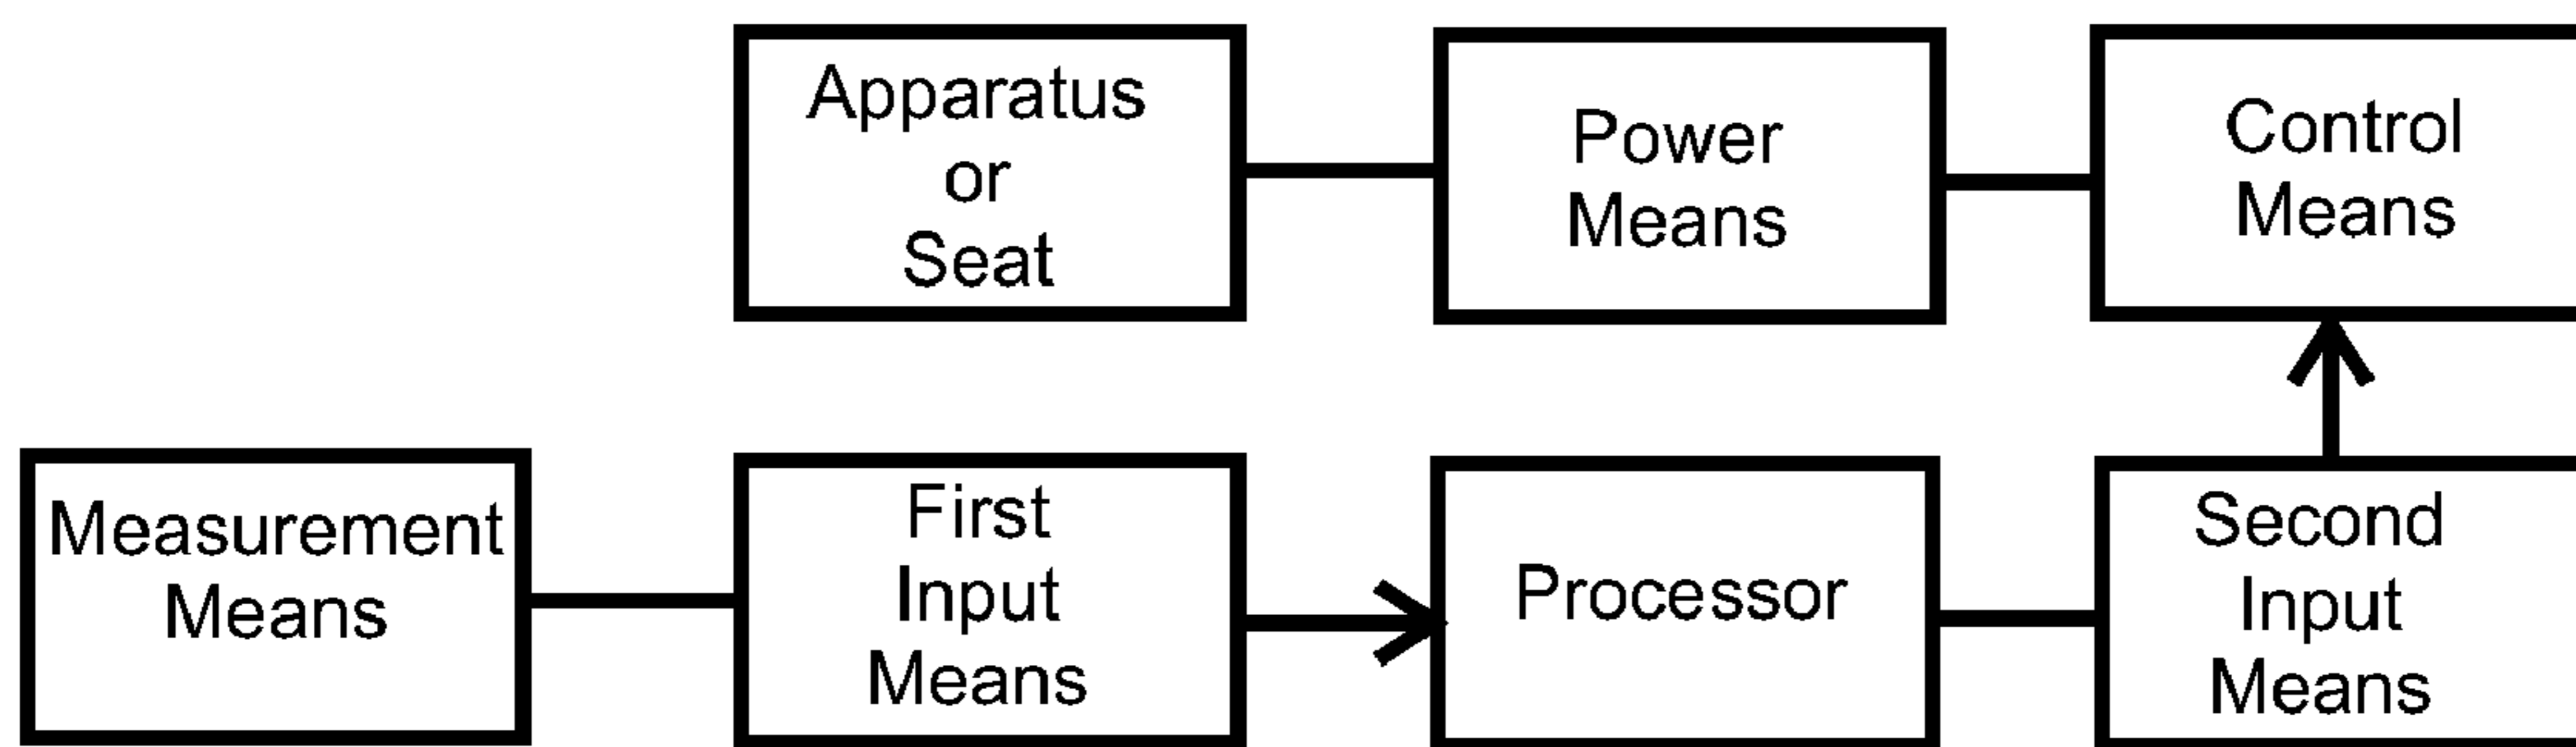 Apparatus
or
Seat
Power
Means
Control
Means
Measurement
Means
First
Input
Means
Processor
Second
Input
Means